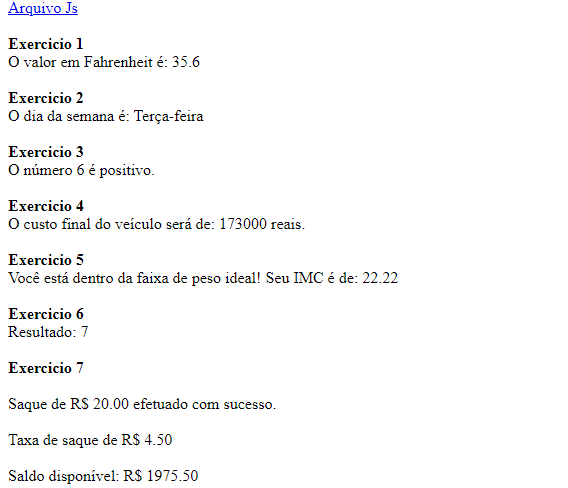 Arquivo Js
Exercicio 1
O valor em Fahrenheit é: 35.6
Exercicio 2
O dia da semana é: Terça-feira
Exercicio 3
O número 6 é positivo.
Exercicio 4
O custo final do veículo será de: 173000 reais.
Exercicio 5
Você está dentro da faixa de peso ideal! Seu IMC é de: 22.22
Exercicio 6
Resultado: 7
Exercicio 7
Saque de R$ 20.00 efetuado com sucesso.
Taxa de saque de R$ 4.50
Saldo disponível: R$ 1975.50